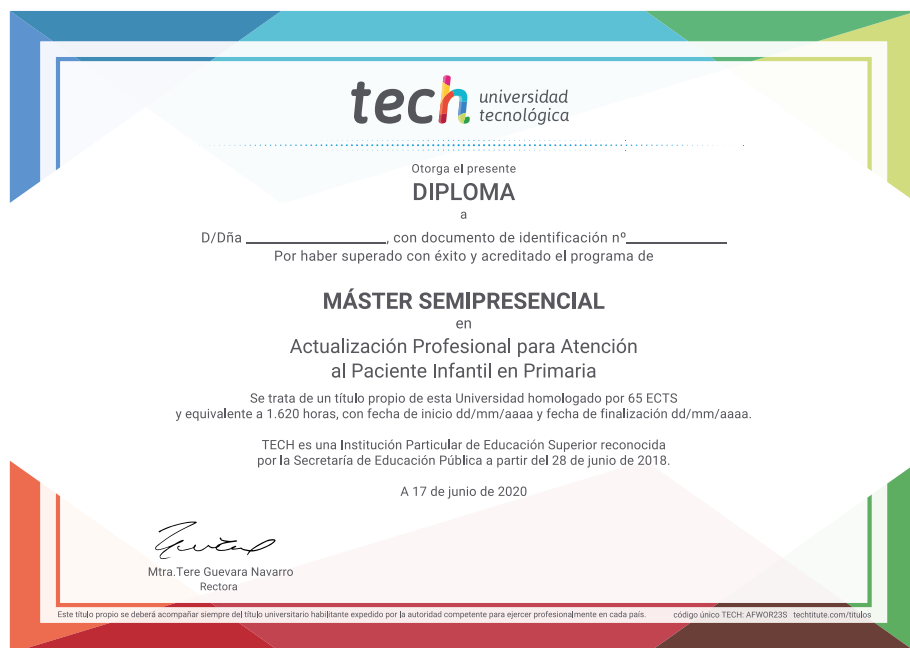 tech universidad
tecnológica
Otorga el presente
DIPLOMA
a
D/Dña ________________, con documento de identificación nº____________
Por haber superado con éxito y acreditado el programa de
MÁSTER SEMIPRESENCIAL
en
Actualización Profesional para Atención
al Paciente Infantil en Primaria
Se trata de un título propio de esta Universidad homologado por 65 ECTS
y equivalente a 1.620 horas, con fecha de inicio dd/mm/aaaa y fecha de finalización dd/mm/aaaa.
TECH es una Institución Particular de Educación Superior reconocida
por la Secretaría de Educación Pública a partir del 28 de junio de 2018.
A 17 de junio de 2020
Mtra.Tere Guevara Navarro
Rectora
Este título propio se deberá acompañar siempre del título universitario habilitante expedido por la autoridad competente para ejercer profesionalmente en cada país. código único TECH: AFWOR23S techtitute.com/titulos